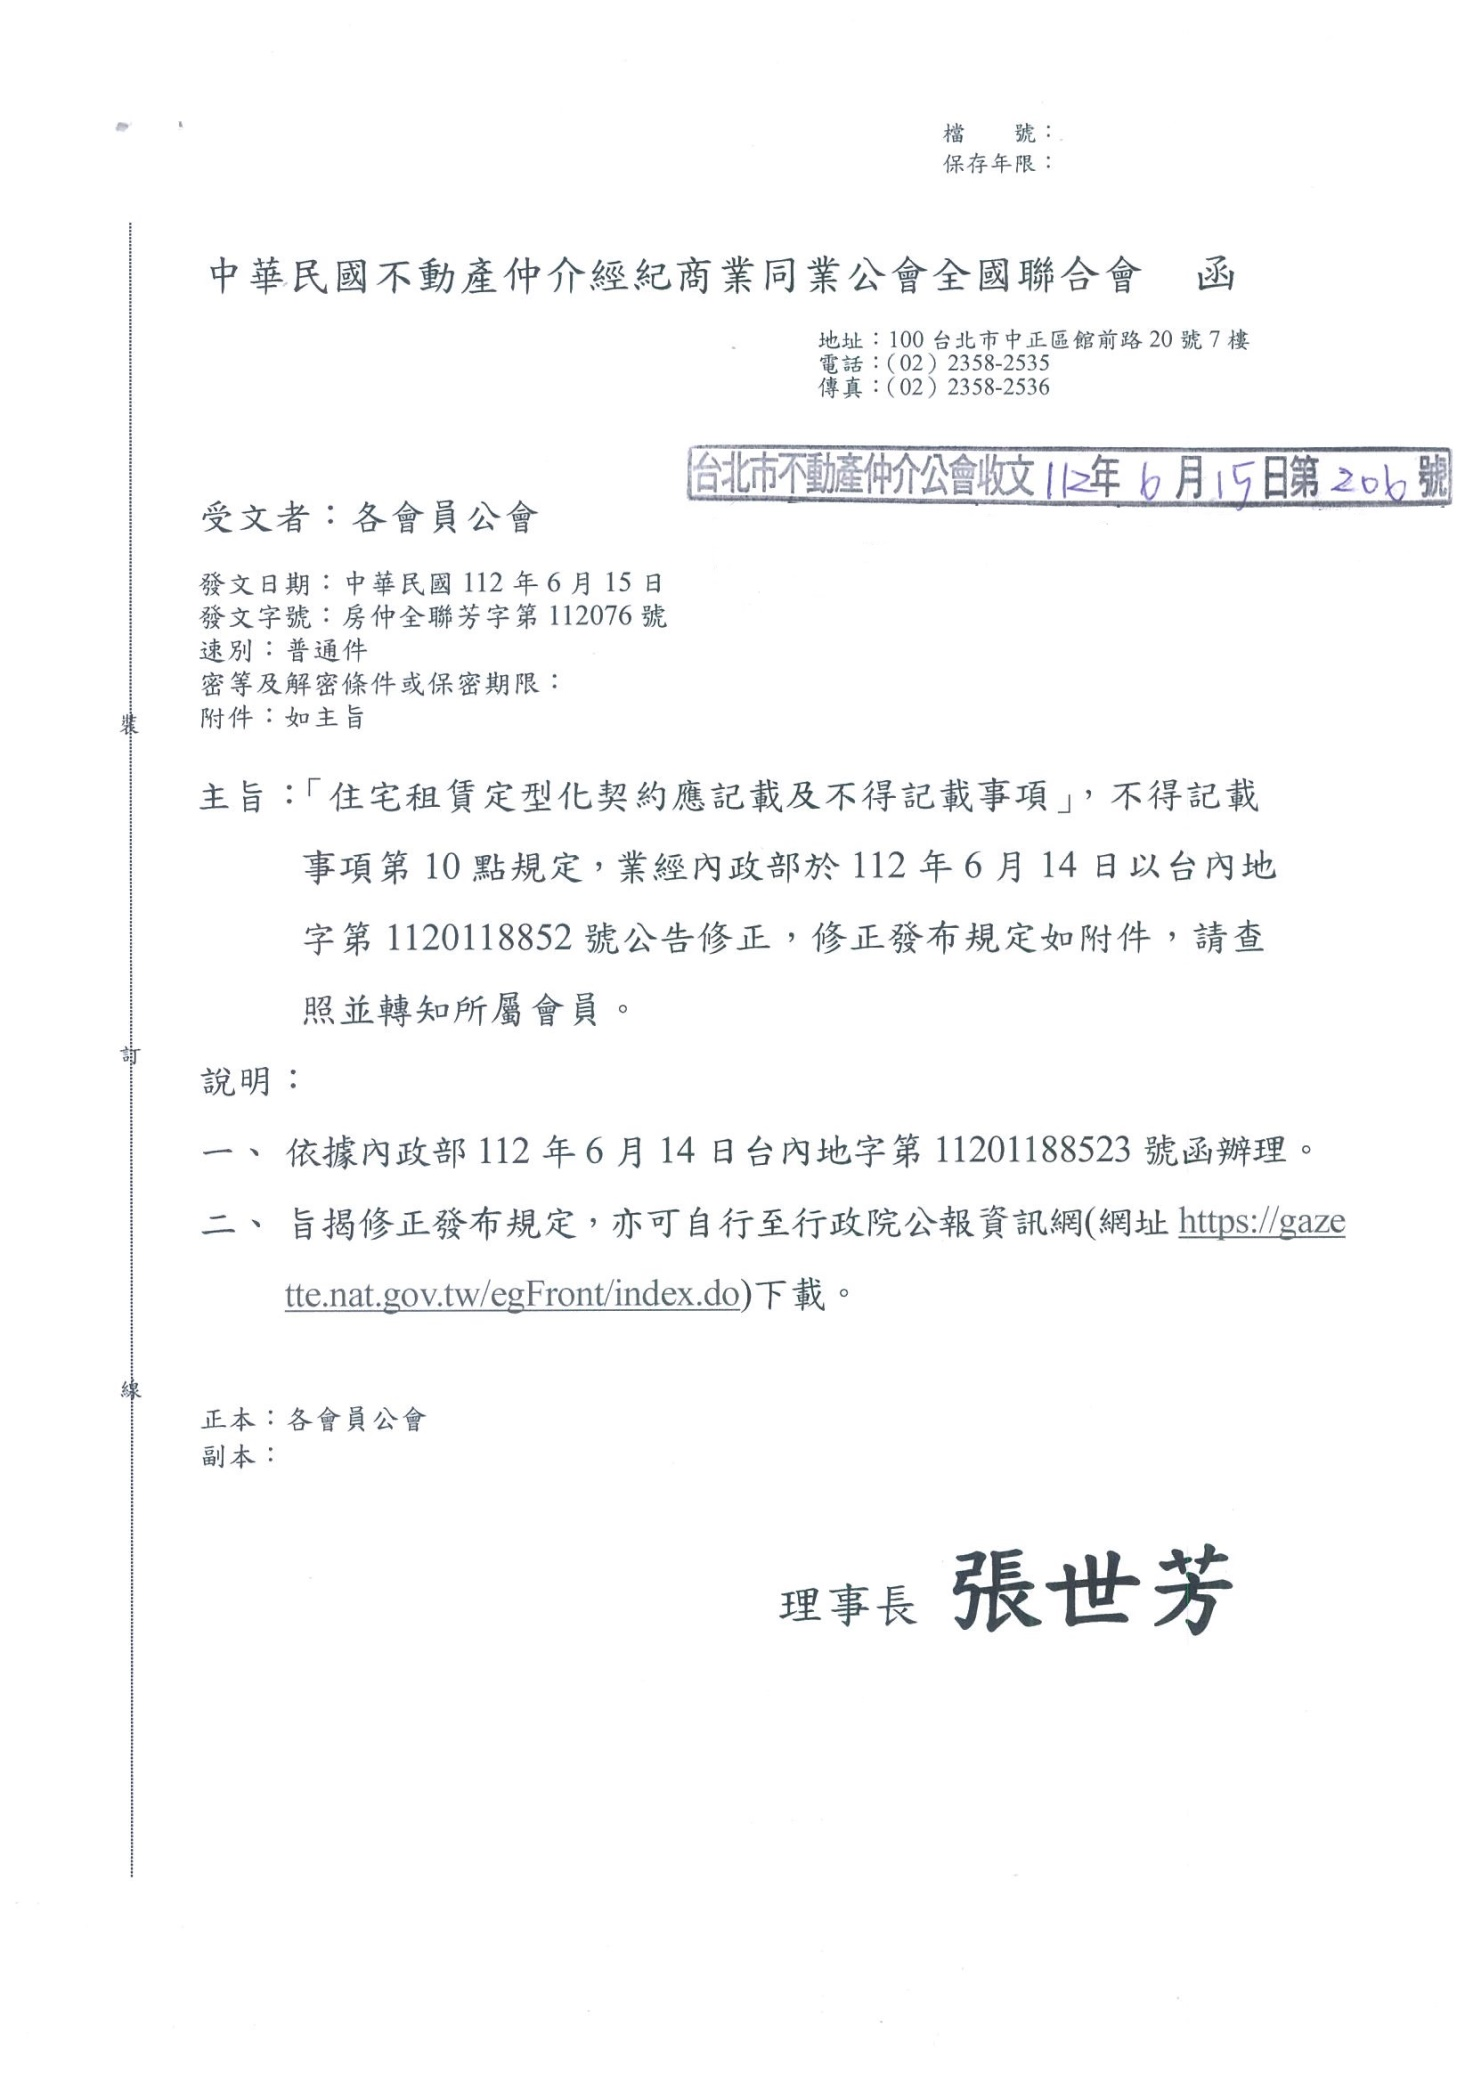 檔　　號：
保存年限：
中華民國不動產仲介經紀商業同業公會全國聯合會　函
地址：100 台北市中正區館前路 20 號 7 樓
電話：(02) 2358-2535
傳真：(02) 2358-2536
台北市不動產仲介公會收文112年6月15日第206號
受文者：各會員公會
發文日期：中華民國 112 年 6 月 15 日
發文字號：房仲全聯芳字第 112076 號
速別：普通件
密等及解密條件或保密期限：
附件：如主旨
裝
主旨：「住宅租賃定型化契約應記載及不得記載事項」，不得記載
事項第 10 點規定，業經內政部於 112 年 6 月 14 日以台內地
字第 1120118852 號公告修正，修正發布規定如附件，請查
照並轉知所屬會員。
訂
說明：
一、 依據內政部 112 年 6 月 14 日台內地字第 11201188523 號函辦理。
二、 旨揭修正發布規定，亦可自行至行政院公報資訊網(網址 https://gaze
tte.nat.gov.tw/egFront/index.do)下載。
線
正本：各會員公會
副本：
理事長 張世芳